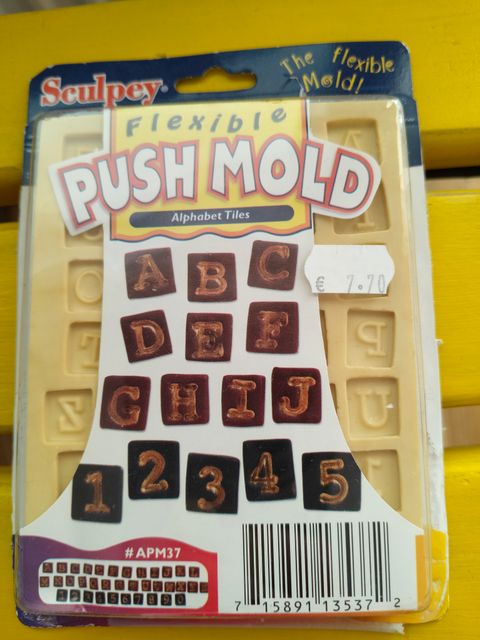 Sculpey®
The flexible
Mold!
Flexible
PUSH MOLD
Alphabet Tiles
€ 7.70
A B C
D E F
G H I J
1 2 3 4 5
#APM37
7 15891 13537 2